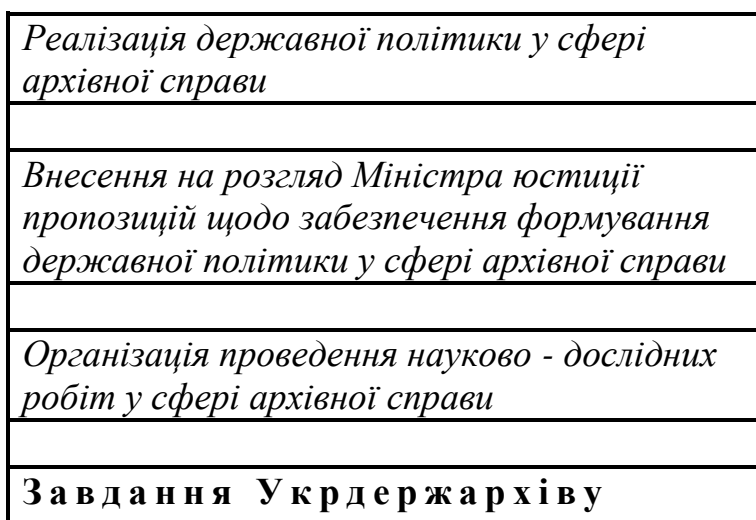 Реалізація державної політики у сфері
архівної справи
Внесення на розгляд Міністра юстиції
пропозицій щодо забезпечення формування
державної політики у сфері архівної справи
Організація проведення науково - дослідних
робіт у сфері архівної справи
Завдання Укрдержархіву